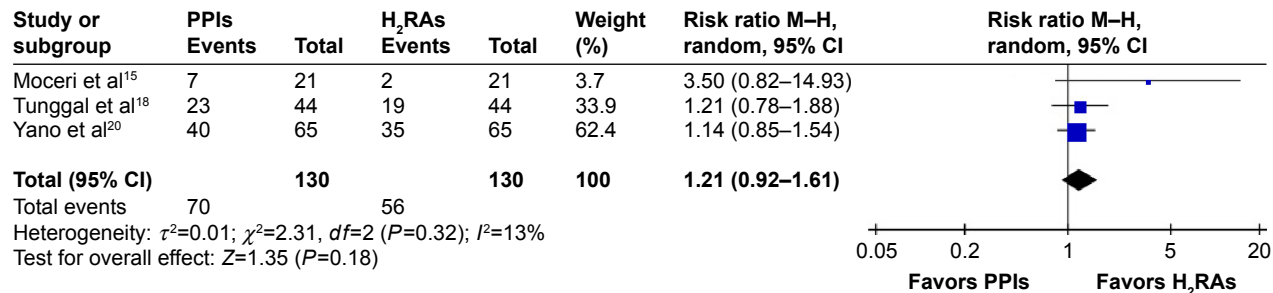 Study or PPIs H₂RAs Weight Risk ratio M–H, Risk ratio M–H,
subgroup Events Total Events Total (%) random, 95% CI random, 95% CI
Moceri et al¹⁵ 7 21 2 21 3.7 3.50 (0.82–14.93)
Tunggal et al¹⁸ 23 44 19 44 33.9 1.21 (0.78–1.88)
Yano et al²⁰ 40 65 35 65 62.4 1.14 (0.85–1.54)
Total (95% CI) 130 130 100 1.21 (0.92–1.61)
Total events 70 56
Heterogeneity: τ²=0.01; χ²=2.31, df=2 (P=0.32); I²=13%
Test for overall effect: Z=1.35 (P=0.18)
0.05 0.2 1 5 20
Favors PPIs Favors H₂RAs